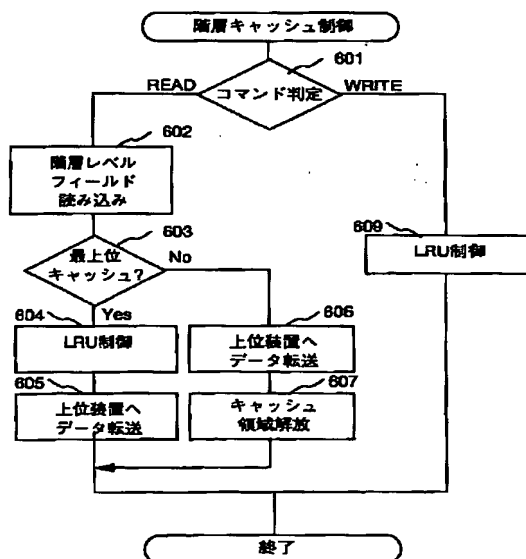 階層キャッシュ制御
601
READ
コマンド判定
WRITE
602
階層レベル
フィールド
読み込み
603
最上位
キャッシュ?
No
609
LRU制御
604
Yes
LRU制御
606
上位装置へ
データ転送
605
上位装置へ
データ転送
607
キャッシュ
領域解放
終了